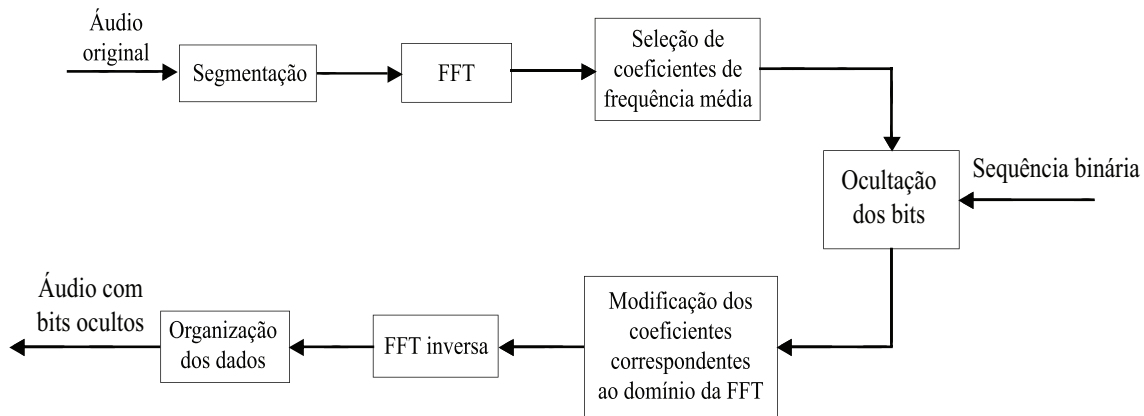 Áudio
original
Segmentação
FFT
Seleção de
coeficientes de
frequência média
Ocultação
dos bits
Sequência binária
Modificação dos
coeficientes
correspondentes
ao domínio da FFT
FFT inversa
Organização
dos dados
Áudio com
bits ocultos